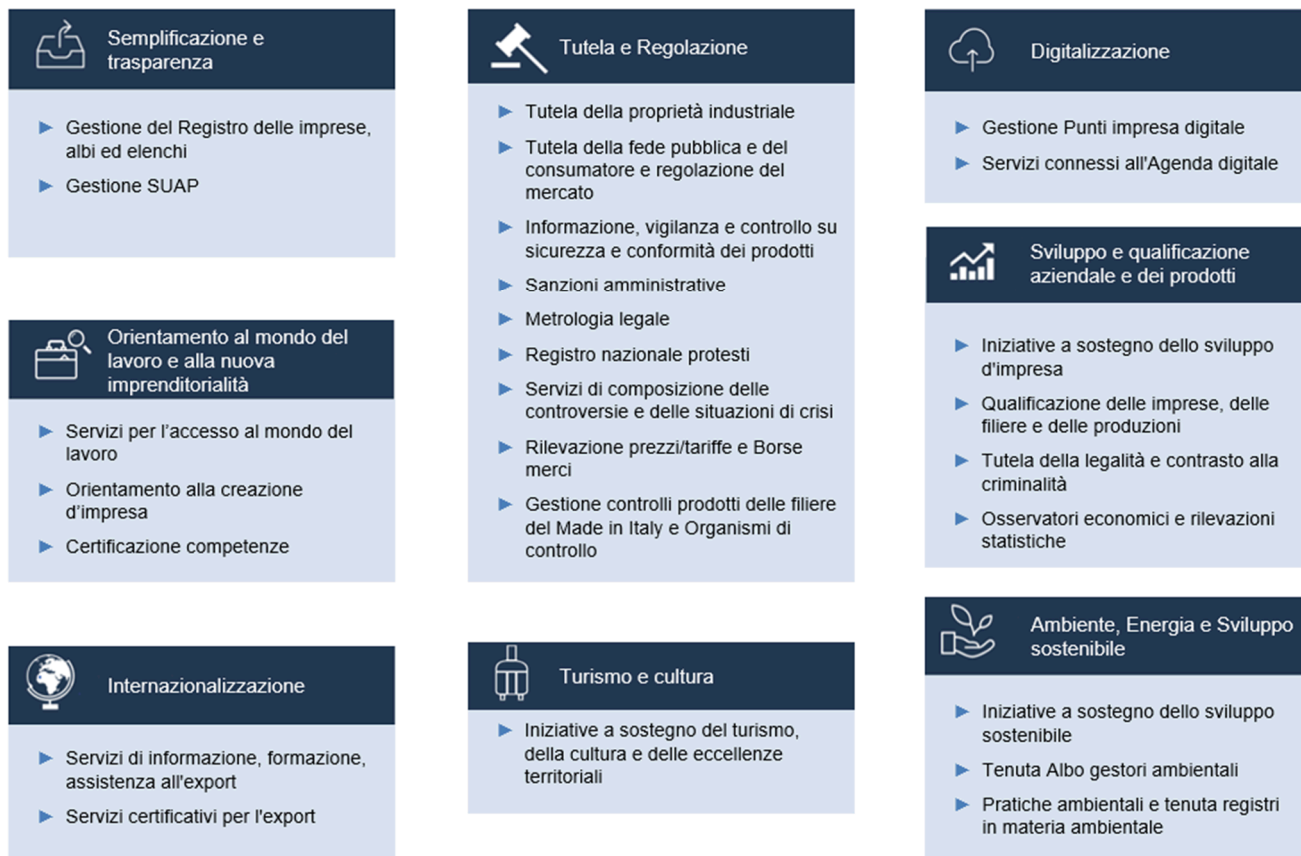 Semplificazione e
trasparenza
Gestione del Registro delle imprese,
albi ed elenchi
Gestione SUAP
Orientamento al mondo del
lavoro e alla nuova
imprenditorialità
Servizi per l’accesso al mondo del
lavoro
Orientamento alla creazione
d’impresa
Certificazione competenze
Internazionalizzazione
Servizi di informazione, formazione,
assistenza all'export
Servizi certificativi per l'export
Tutela e Regolazione
Tutela della proprietà industriale
Tutela della fede pubblica e del
consumatore e regolazione del
mercato
Informazione, vigilanza e controllo su
sicurezza e conformità dei prodotti
Sanzioni amministrative
Metrologia legale
Registro nazionale protesti
Servizi di composizione delle
controversie e delle situazioni di crisi
Rilevazione prezzi/tariffe e Borse
merci
Gestione controlli prodotti delle filiere
del Made in Italy e Organismi di
controllo
Turismo e cultura
Iniziative a sostegno del turismo,
della cultura e delle eccellenze
territoriali
Digitalizzazione
Gestione Punti impresa digitale
Servizi connessi all'Agenda digitale
Sviluppo e qualificazione
aziendale e dei prodotti
Iniziative a sostegno dello sviluppo
d'impresa
Qualificazione delle imprese, delle
filiere e delle produzioni
Tutela della legalità e contrasto alla
criminalità
Osservatori economici e rilevazioni
statistiche
Ambiente, Energia e Sviluppo
sostenibile
Iniziative a sostegno dello sviluppo
sostenibile
Tenuta Albo gestori ambientali
Pratiche ambientali e tenuta registri
in materia ambientale